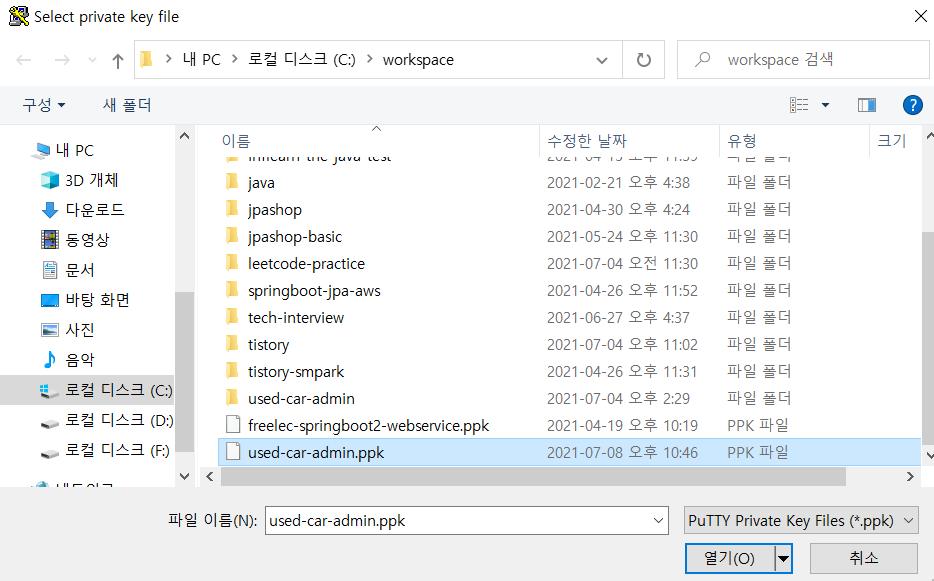 Select private key file
내 PC > 로컬 디스크 (C:) > workspace
workspace 검색
구성
새 폴더
이름 수정한 날짜 유형 크기
내 PC
3D 개체
다운로드
동영상
문서
바탕 화면
사진
음악
로컬 디스크 (C:)
로컬 디스크 (D:)
로컬 디스크 (F:)
java 2021-02-21 오후 4:38 파일 폴더
jpashop 2021-04-30 오후 4:24 파일 폴더
jpashop-basic 2021-05-24 오후 11:30 파일 폴더
leetcode-practice 2021-07-04 오전 11:30 파일 폴더
springboot-jpa-aws 2021-04-26 오후 11:52 파일 폴더
tech-interview 2021-06-27 오후 4:37 파일 폴더
tistory 2021-07-04 오후 11:02 파일 폴더
tistory-smpark 2021-04-26 오후 11:31 파일 폴더
used-car-admin 2021-07-04 오후 2:29 파일 폴더
freelec-springboot2-webservice.ppk 2021-04-19 오후 10:19 PPK 파일
used-car-admin.ppk 2021-07-08 오후 10:46 PPK 파일
파일 이름(N): used-car-admin.ppk
PuTTY Private Key Files (*.ppk)
열기(O)
취소